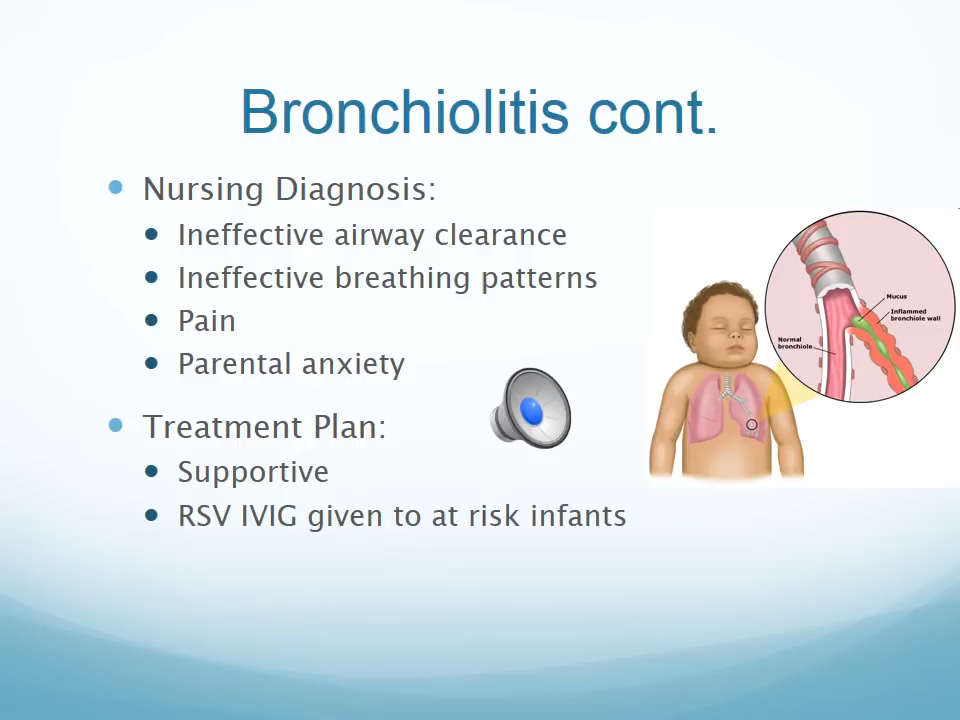 Bronchiolitis cont.
Nursing Diagnosis:
Ineffective airway clearance
Ineffective breathing patterns
Pain
Parental anxiety
Treatment Plan:
Supportive
RSV IVIG given to at risk infants
Mucus
Inflammed
bronchiole wall
Normal
bronchiole